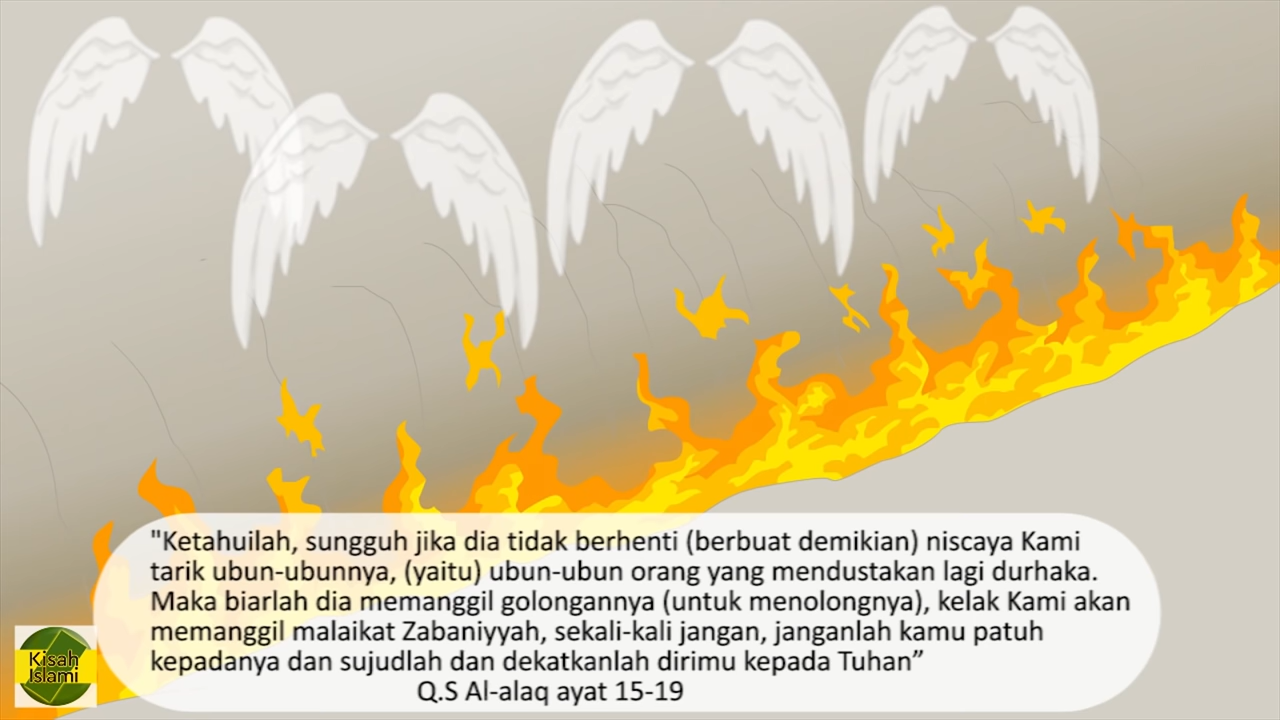 "Ketahuilah, sungguh jika dia tidak berhenti (berbuat demikian) niscaya Kami
tarik ubun-ubunnya, (yaitu) ubun-ubun orang yang mendustakan lagi durhaka.
Maka biarlah dia memanggil golongannya (untuk menolongnya), kelak Kami akan
memanggil malaikat Zabaniyyah, sekali-kali jangan, janganlah kamu patuh
kepadanya dan sujudlah dan dekatkanlah dirimu kepada Tuhan”
Q.S Al-alaq ayat 15-19
Kisah
Islami